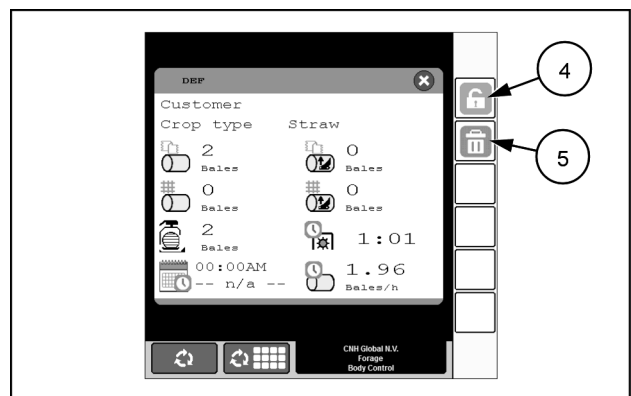 DEF
Customer
Crop type Straw
2 0
Bales Bales
0 0
Bales Bales
2 1:01
Bales
00:00AM 1.96
-- n/a -- Bales/h
CNH Global N.V.
Forage
Body Control
4
5